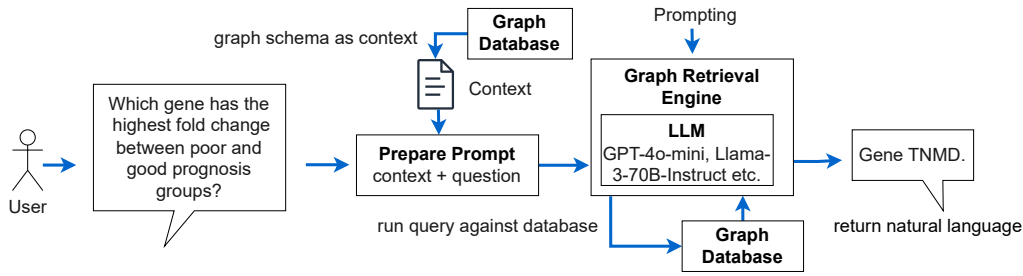 User
Which gene has the
highest fold change
between poor and
good prognosis
groups?
graph schema as context
Graph
Database
Context
Prepare Prompt
context + question
Prompting
Graph Retrieval
Engine
LLM
GPT-4o-mini, Llama-
3-70B-Instruct etc.
run query against database
Graph
Database
Gene TNMD.
return natural language